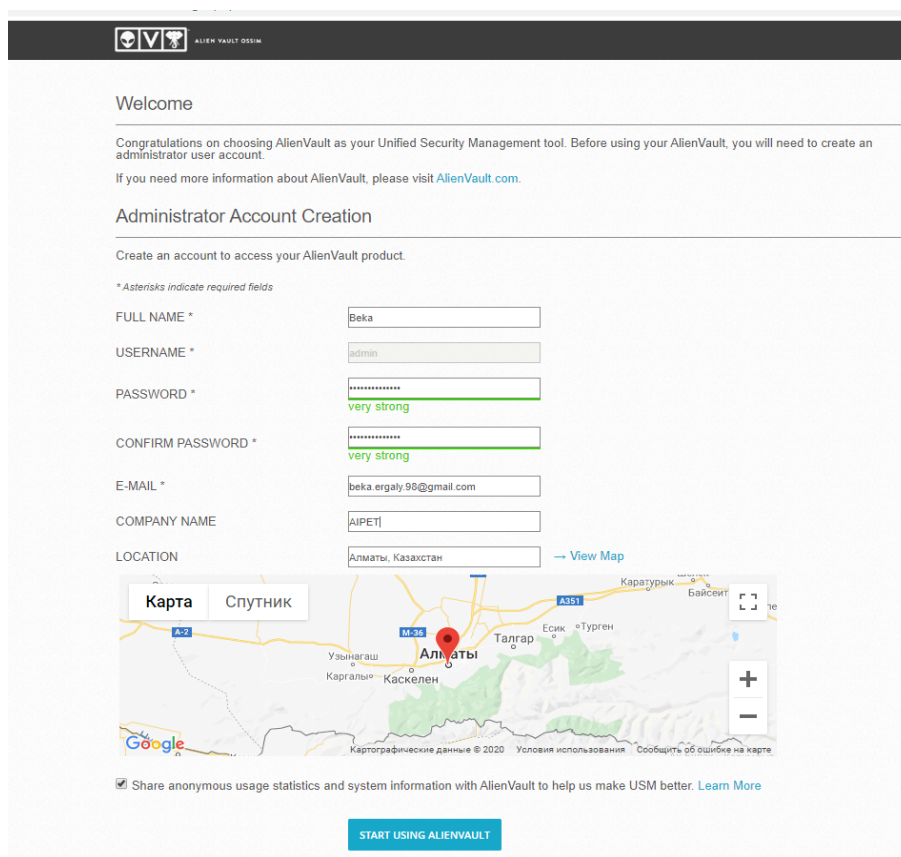 ALIEN VAULT OSSIM
Welcome
Congratulations on choosing AlienVault as your Unified Security Management tool. Before using your AlienVault, you will need to create an
administrator user account.
If you need more information about AlienVault, please visit AlienVault.com.
Administrator Account Creation
Create an account to access your AlienVault product.
* Asterisks indicate required fields
FULL NAME * Beka
USERNAME * admin
PASSWORD * ••••••••••••••
very strong
CONFIRM PASSWORD * ••••••••••••••
very strong
E-MAIL * beka.ergaly.98@gmail.com
COMPANY NAME AIPET
LOCATION Алматы, Казахстан → View Map
Карта Спутник
Каратурык
Байсеит
A351
A-2
M-36
Есик Турген
Талгар
Узынагаш
Алматы
Каргалы
Каскелен
Google
Картографические данные © 2020 Условия использования Сообщить об ошибке на карте
Share anonymous usage statistics and system information with AlienVault to help us make USM better. Learn More
START USING ALIENVAULT